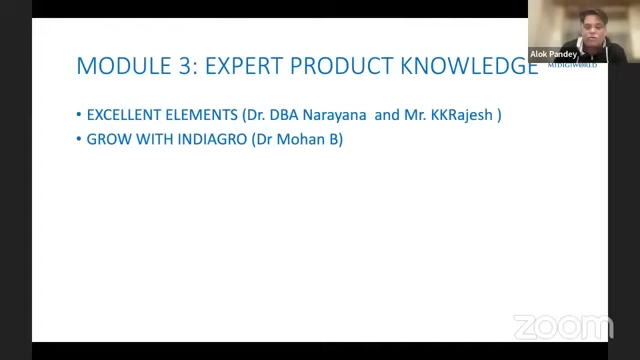 Alok Pandey
MODULE 3: EXPERT PRODUCT KNOWLEDGE
MIDIGIWORLD
• EXCELLENT ELEMENTS (Dr. DBA Narayana and Mr. KKRajesh )
• GROW WITH INDIAGRO (Dr Mohan B)
zoom